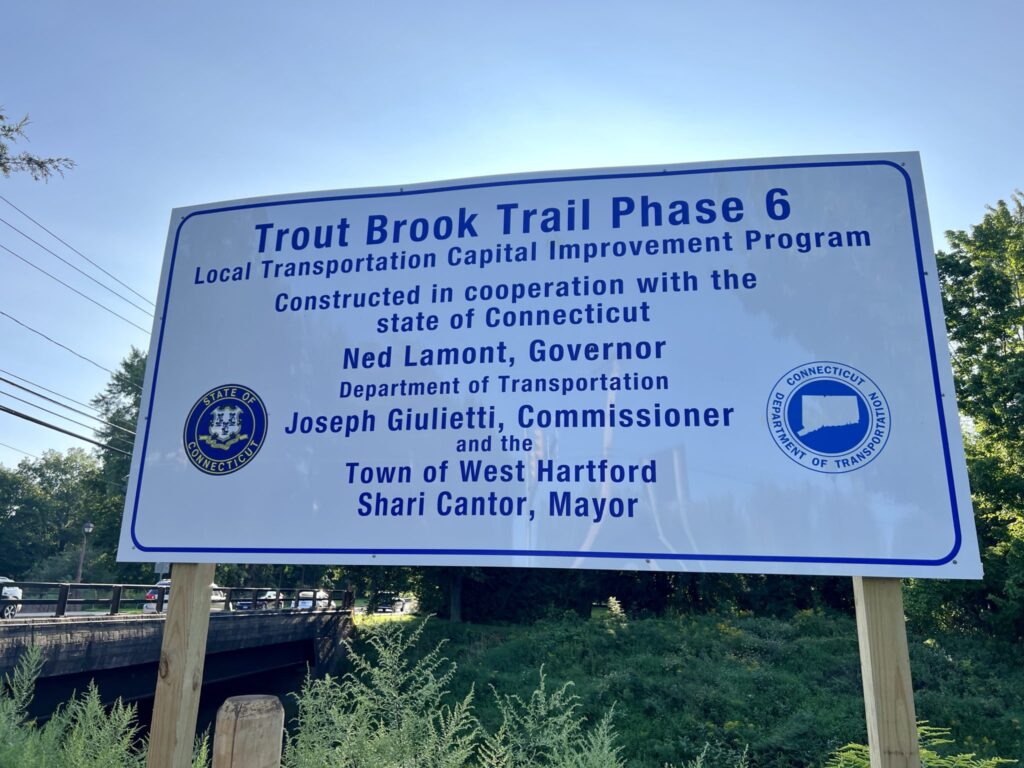 Trout Brook Trail Phase 6
Local Transportation Capital Improvement Program
Constructed in cooperation with the
state of Connecticut
Ned Lamont, Governor
Department of Transportation
Joseph Giulietti, Commissioner
and the
Town of West Hartford
Shari Cantor, Mayor
STATE OF
CONNECTICUT
CONNECTICUT
DEPARTMENT OF TRANSPORTATION